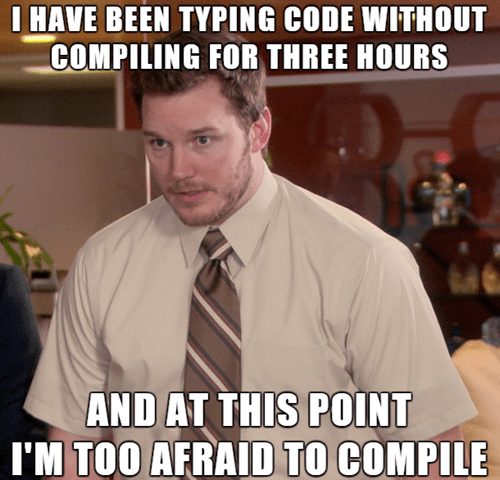 I HAVE BEEN TYPING CODE WITHOUT
COMPILING FOR THREE HOURS
AND AT THIS POINT
I'M TOO AFRAID TO COMPILE